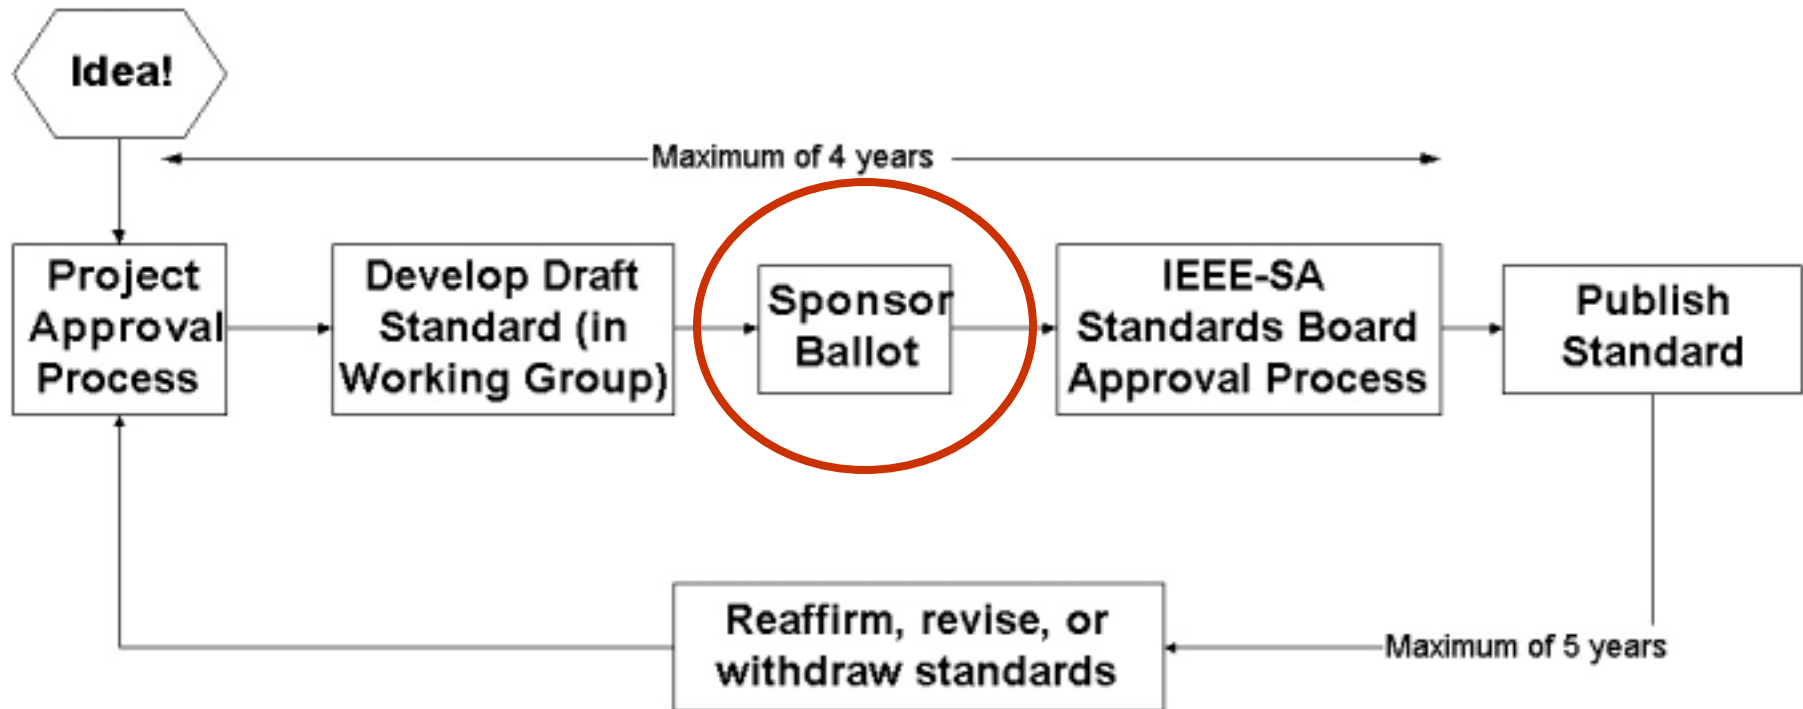 Idea!
Maximum of 4 years
Project
Approval
Process
Develop Draft
Standard (in
Working Group)
Sponsor
Ballot
IEEE-SA
Standards Board
Approval Process
Publish
Standard
Reaffirm, revise, or
withdraw standards
Maximum of 5 years